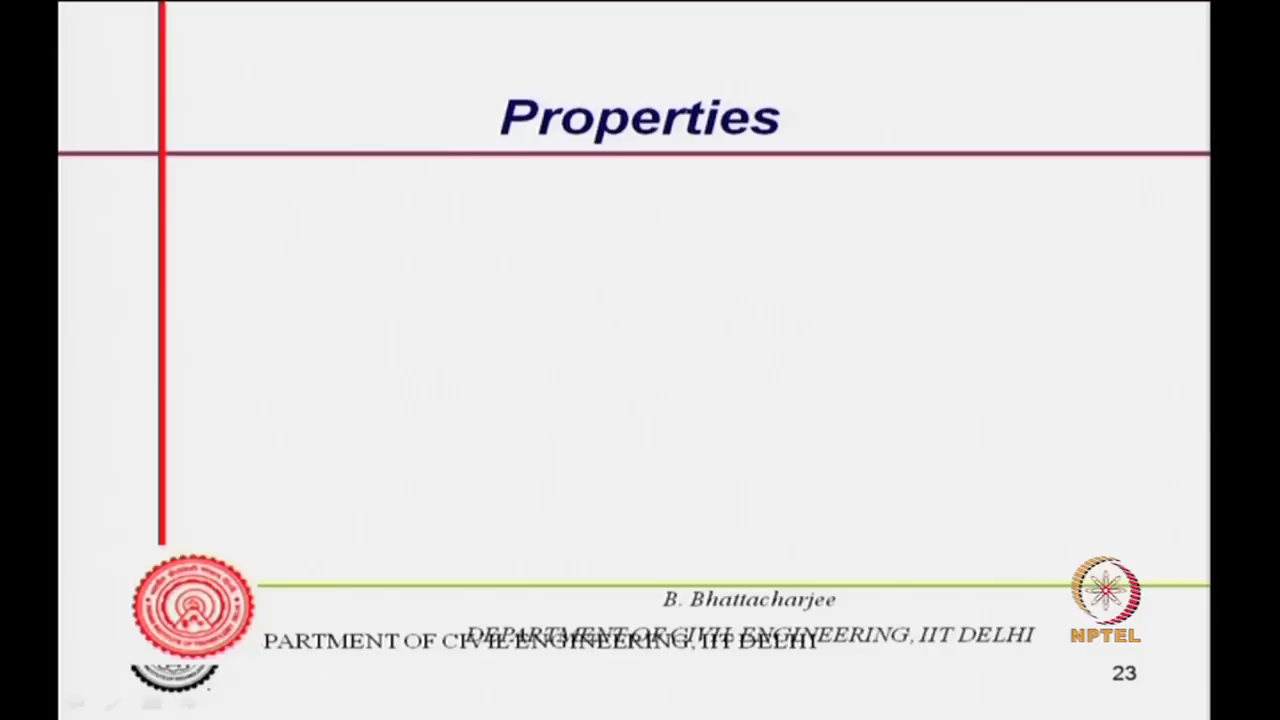 Properties
B. Bhattacharjee
DEPARTMENT OF CIVIL ENGINEERING, IIT DELHI
PARTMENT OF CIVIL ENGINEERING, IIT DELHI
NPTEL
23